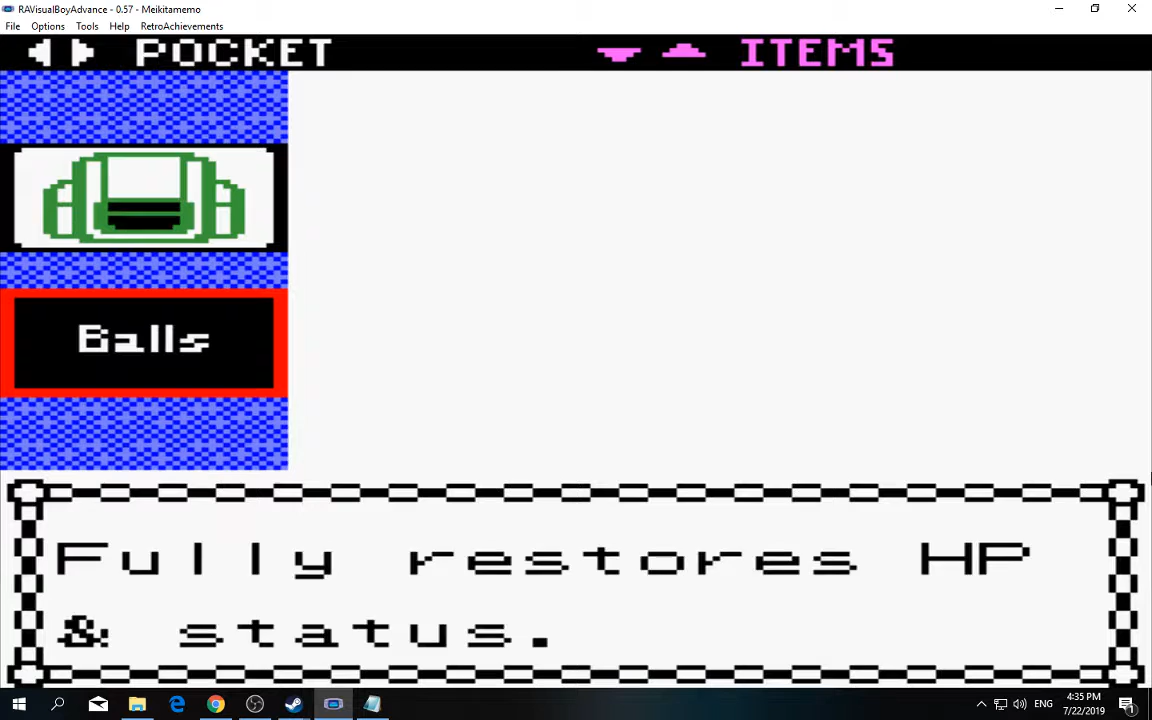 RAVisualBoyAdvance - 0.57 - Meikitamemo
File Options Tools Help RetroAchievements
POCKET ITEMS
Balls
Fully restores HP
& status.
ENG
4:35 PM
7/22/2019
1